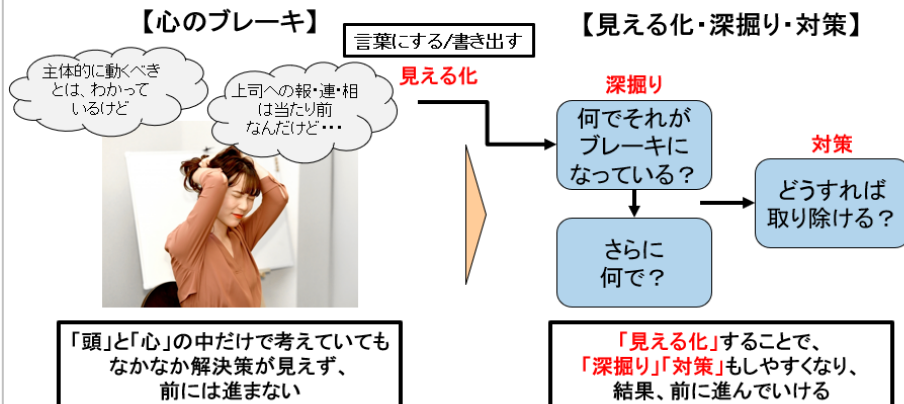 【心のブレーキ】
主体的に動くべき
とは、わかって
いるけど
上司への報・連・相
は当たり前
なんだけど・・・
「頭」と「心」の中だけで考えていても
なかなか解決策が見えず、
前には進まない
言葉にする/書き出す
見える化
【見える化・深掘り・対策】
深掘り
何でそれが
ブレーキに
なっている？
さらに
何で？
対策
どうすれば
取り除ける？
「見える化」することで、
「深掘り」「対策」もしやすくなり、
結果、前に進んでいける